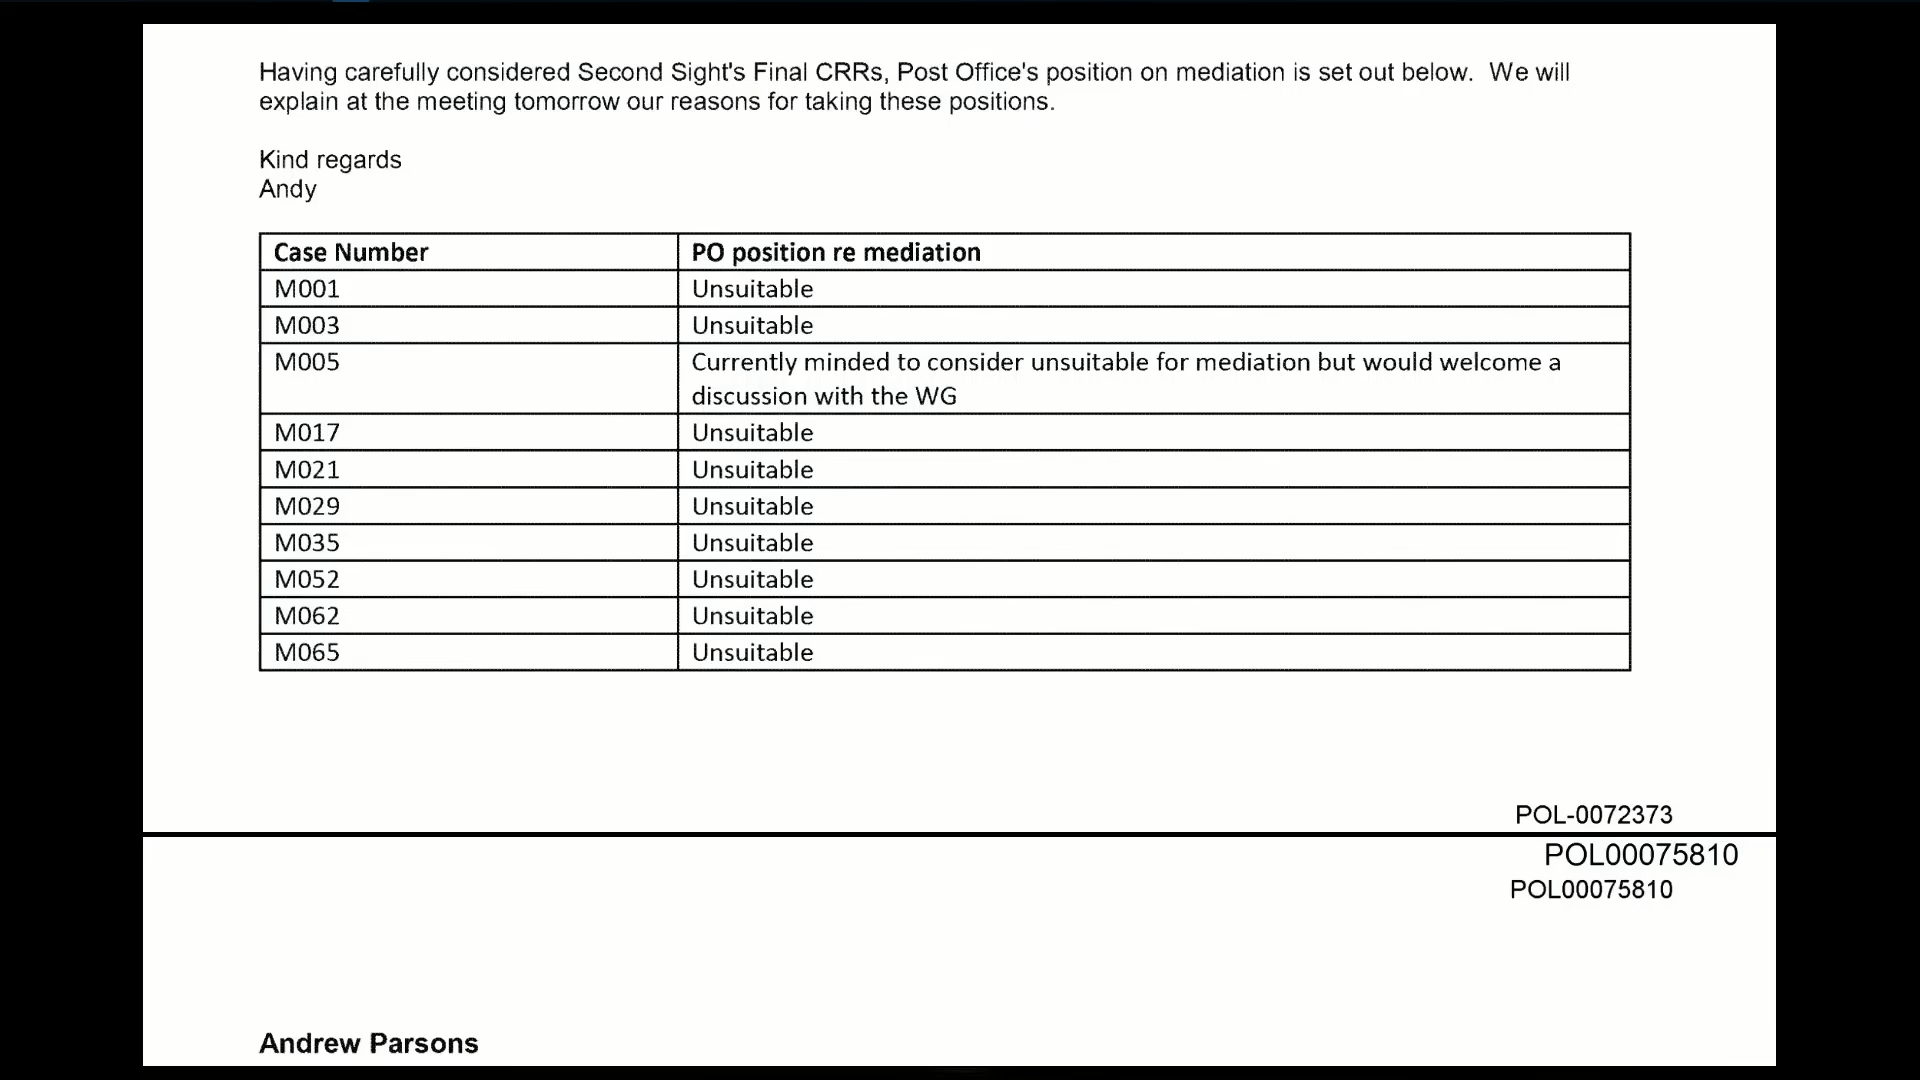 Having carefully considered Second Sight's Final CRRs, Post Office's position on mediation is set out below.  We will
explain at the meeting tomorrow our reasons for taking these positions.
Kind regards
Andy
Case Number PO position re mediation
M001 Unsuitable
M003 Unsuitable
M005 Currently minded to consider unsuitable for mediation but would welcome a
discussion with the WG
M017 Unsuitable
M021 Unsuitable
M029 Unsuitable
M035 Unsuitable
M052 Unsuitable
M062 Unsuitable
M065 Unsuitable
POL-0072373
POL00075810
POL00075810
Andrew Parsons